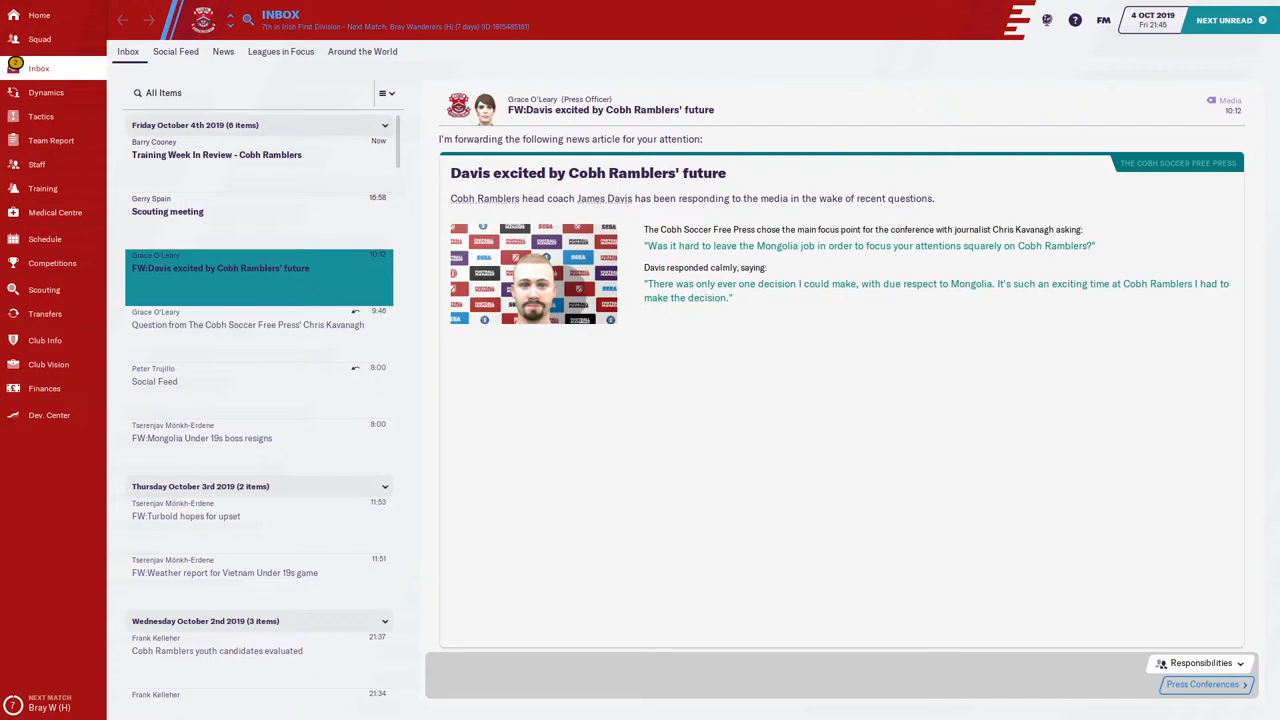 Home
Squad
2
Inbox
Dynamics
Tactics
Team Report
Staff
Training
Medical Centre
Schedule
Competitions
Scouting
Transfers
Club Info
Club Vision
Finances
Dev. Center
7
NEXT MATCH
Bray W (H)
INBOX
7th in Irish First Division - Next Match: Bray Wanderers (H) (7 days) (ID:1915485181)
FM
4 OCT 2019
Fri 21:45
NEXT UNREAD
Inbox
Social Feed
News
Leagues in Focus
Around the World
All Items
Friday October 4th 2019 (6 items)
Barry Cooney
Now
Training Week In Review - Cobh Ramblers
Gerry Spain
16:58
Scouting meeting
Grace O'Leary
10:12
FW:Davis excited by Cobh Ramblers' future
Grace O'Leary
9:46
Question from The Cobh Soccer Free Press' Chris Kavanagh
Peter Trujillo
8:00
Social Feed
Tserenjav Mönkh-Erdene
8:00
FW:Mongolia Under 19s boss resigns
Thursday October 3rd 2019 (2 items)
Tserenjav Mönkh-Erdene
11:53
FW:Turbold hopes for upset
Tserenjav Mönkh-Erdene
11:51
FW:Weather report for Vietnam Under 19s game
Wednesday October 2nd 2019 (3 items)
Frank Kelleher
21:37
Cobh Ramblers youth candidates evaluated
Frank Kelleher
21:34
Grace O'Leary (Press Officer)
FW:Davis excited by Cobh Ramblers' future
Media
10:12
I'm forwarding the following news article for your attention:
THE COBH SOCCER FREE PRESS
Davis excited by Cobh Ramblers' future
Cobh Ramblers head coach James Davis has been responding to the media in the wake of recent questions.
The Cobh Soccer Free Press chose the main focus point for the conference with journalist Chris Kavanagh asking:
"Was it hard to leave the Mongolia job in order to focus your attentions squarely on Cobh Ramblers?"
Davis responded calmly, saying:
"There was only ever one decision I could make, with due respect to Mongolia. It's such an exciting time at Cobh Ramblers I had to
make the decision."
SEGA
Responsibilities
Press Conferences